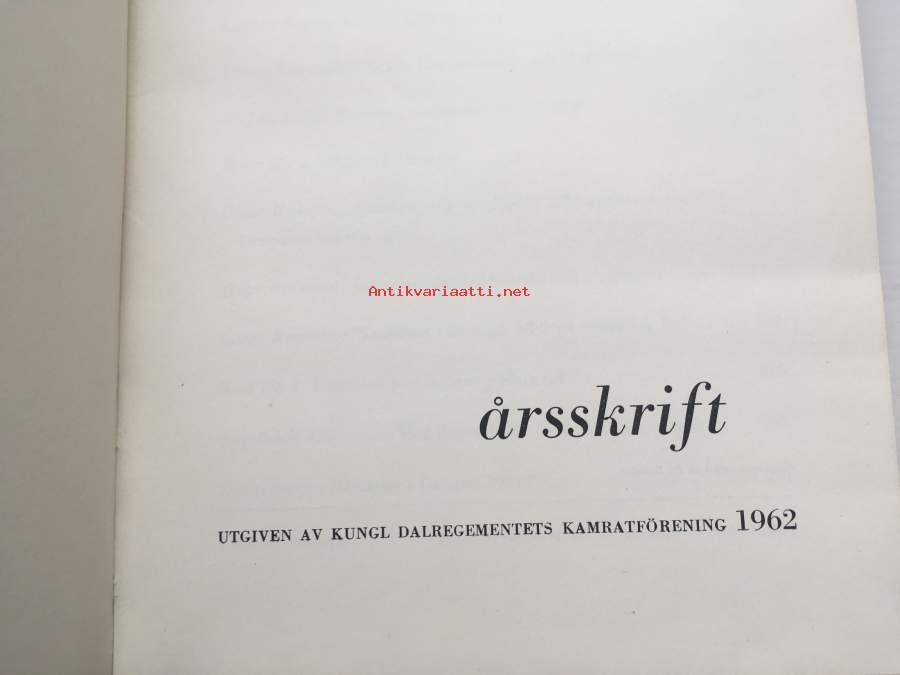 Antikvariaatti.net
årsskrift
UTGIVEN AV KUNGL DALREGEMENTETS KAMRATFÖRENING 1962